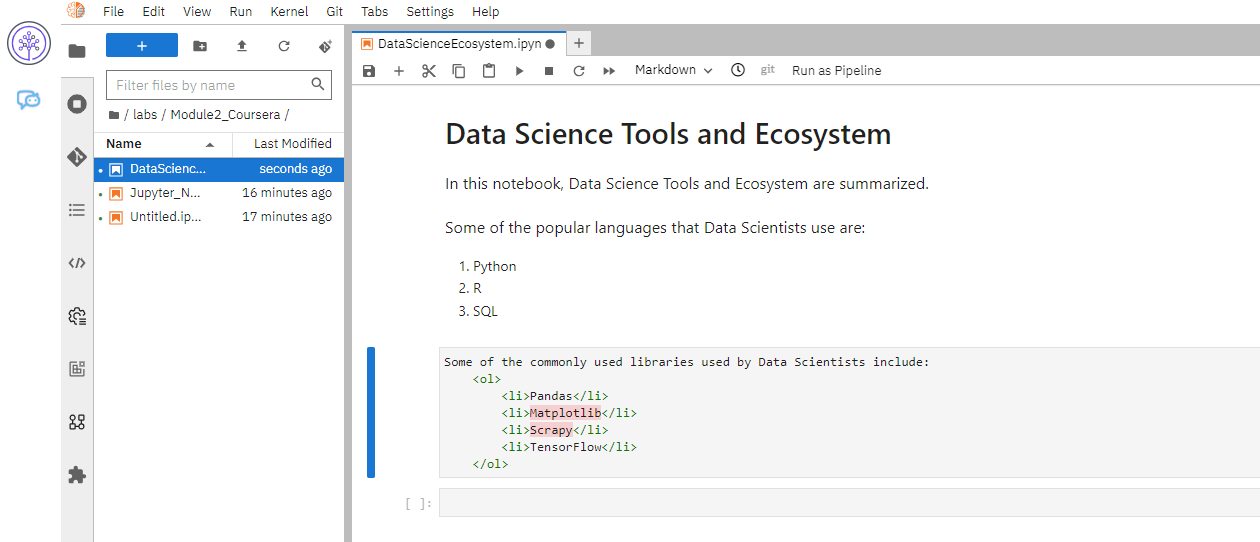 File Edit View Run Kernel Git Tabs Settings Help
+
DataScienceEcosystem.ipyn
+
Markdown git Run as Pipeline
Filter files by name
/ labs / Module2_Coursera /
Name Last Modified
DataScienc... seconds ago
Jupyter_N... 16 minutes ago
Untitled.ip... 17 minutes ago
Data Science Tools and Ecosystem
In this notebook, Data Science Tools and Ecosystem are summarized.
Some of the popular languages that Data Scientists use are:
1. Python
2. R
3. SQL
Some of the commonly used libraries used by Data Scientists include:
<ol>
<li>Pandas</li>
<li>Matplotlib</li>
<li>Scrapy</li>
<li>TensorFlow</li>
</ol>
[ ]: